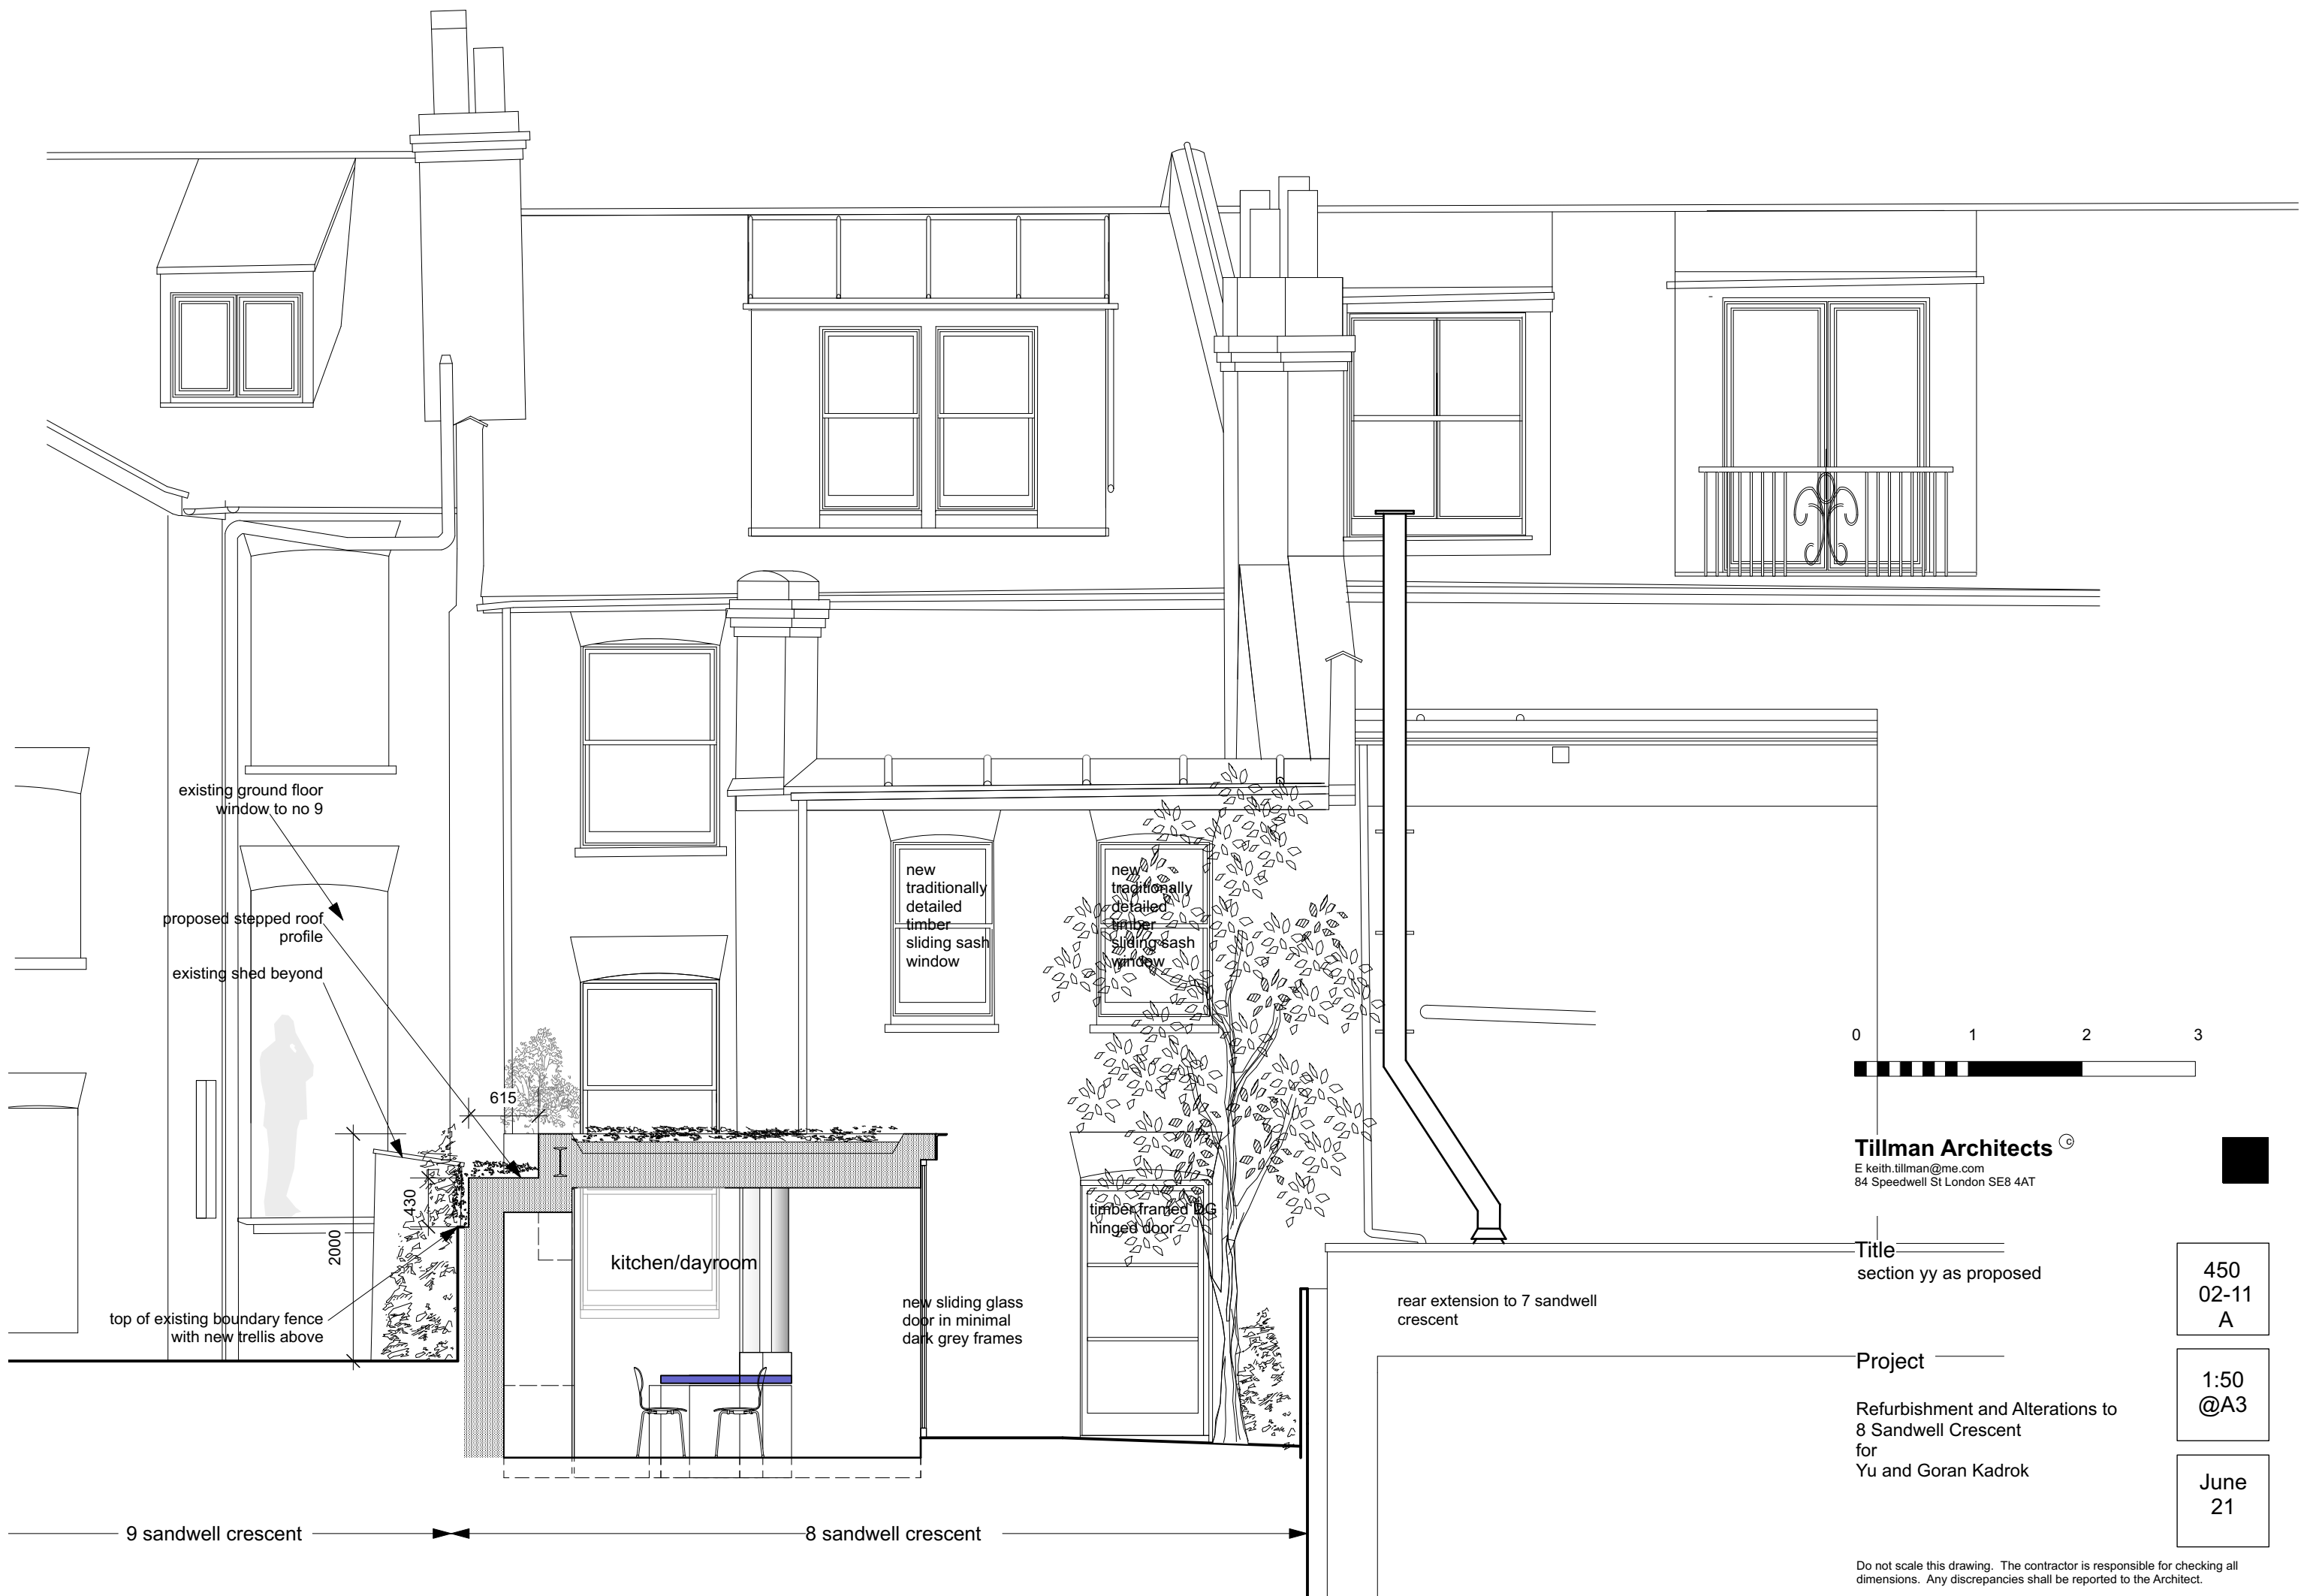 existing ground floor
window to no 9
proposed stepped roof
profile
existing shed beyond
615
430
2000
top of existing boundary fence
with new trellis above
new
traditionally
detailed
timber
sliding sash
window
new
traditionally
detailed
timber
sliding sash
window
timber framed DG
hinged door
kitchen/dayroom
new sliding glass
door in minimal
dark grey frames
rear extension to 7 sandwell
crescent
9 sandwell crescent
8 sandwell crescent
0 1 2 3
Tillman Architects ©
E keith.tillman@me.com
84 Speedwell St London SE8 4AT
Title
section yy as proposed
450
02-11
A
Project
1:50
@A3
Refurbishment and Alterations to
8 Sandwell Crescent
for
Yu and Goran Kadrok
June
21
Do not scale this drawing. The contractor is responsible for checking all
dimensions. Any discrepancies shall be reported to the Architect.